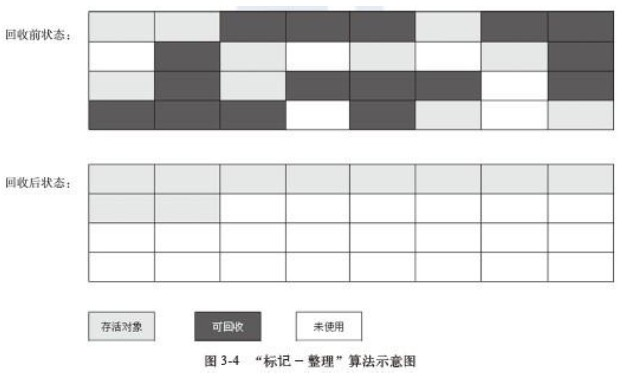 回收前状态：
回收后状态：
存活对象
可回收
未使用
图 3-4 “标记－整理”算法示意图